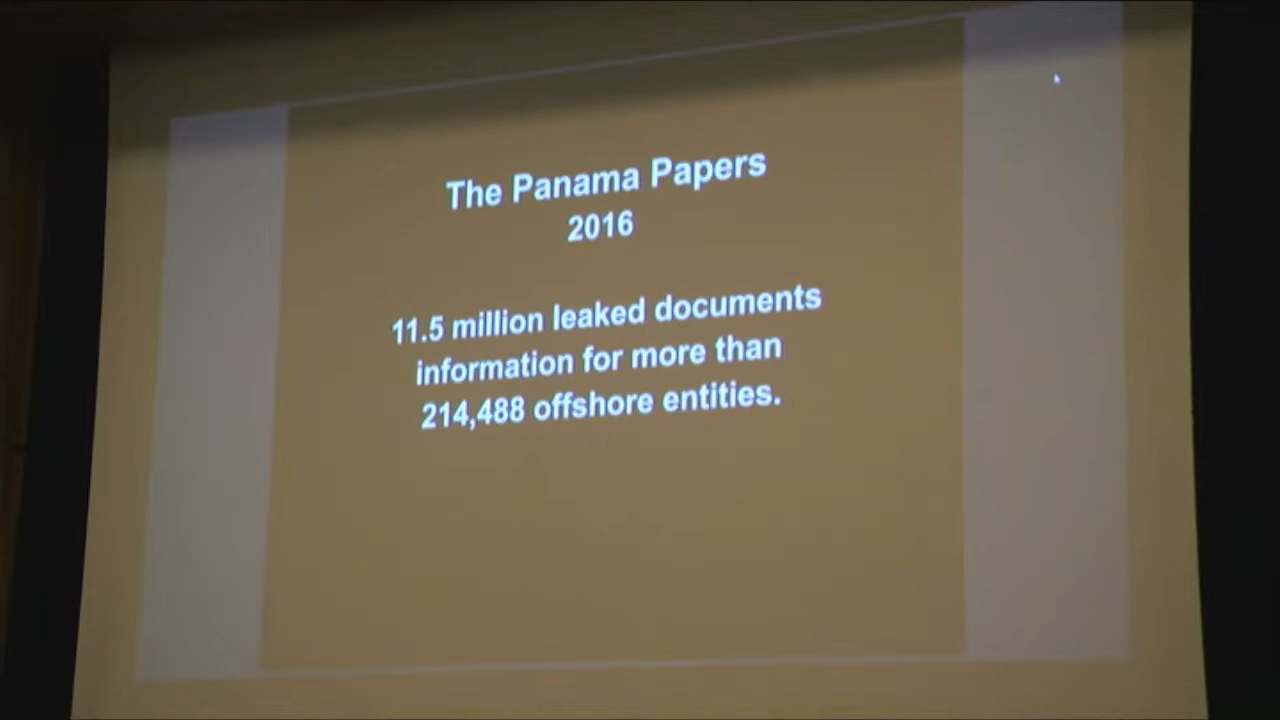 The Panama Papers
2016
11.5 million leaked documents
information for more than
214,488 offshore entities.